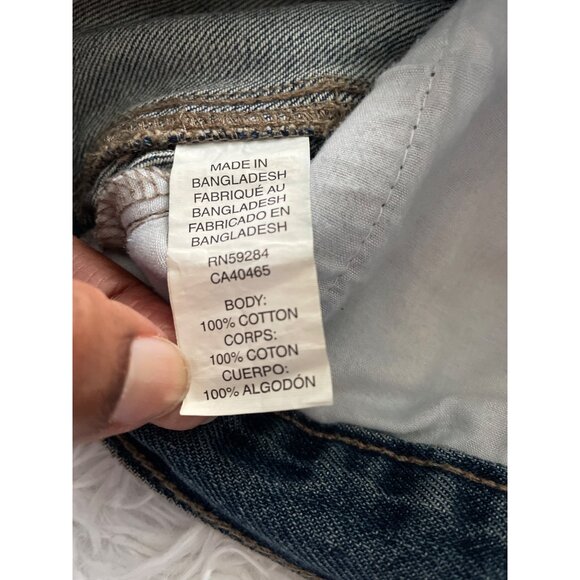 MADE IN
BANGLADESH
FABRIQUÉ AU
BANGLADESH
FABRICADO EN
BANGLADESH
RN59284
CA40465
BODY:
100% COTTON
CORPS:
100% COTON
CUERPO:
100% ALGODÓN